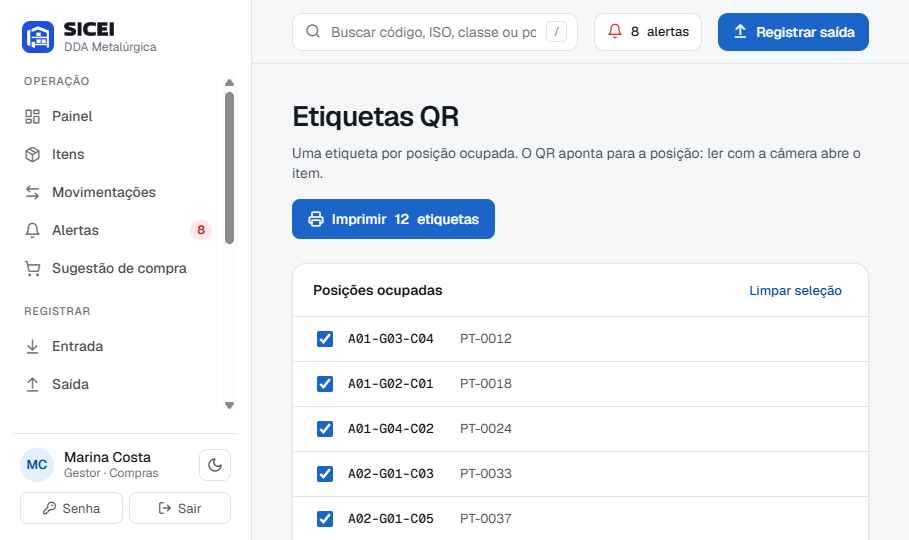 SICEI
DDA Metalúrgica
OPERAÇÃO
Painel
Itens
Movimentações
Alertas 8
Sugestão de compra
REGISTRAR
Entrada
Saída
MC
Marina Costa
Gestor · Compras
Senha
Sair
Buscar código, ISO, classe ou po
/
8 alertas
Registrar saída
Etiquetas QR
Uma etiqueta por posição ocupada. O QR aponta para a posição: ler com a câmera abre o
item.
Imprimir 12 etiquetas
Posições ocupadas
Limpar seleção
A01-G03-C04 PT-0012
A01-G02-C01 PT-0018
A01-G04-C02 PT-0024
A02-G01-C03 PT-0033
A02-G01-C05 PT-0037